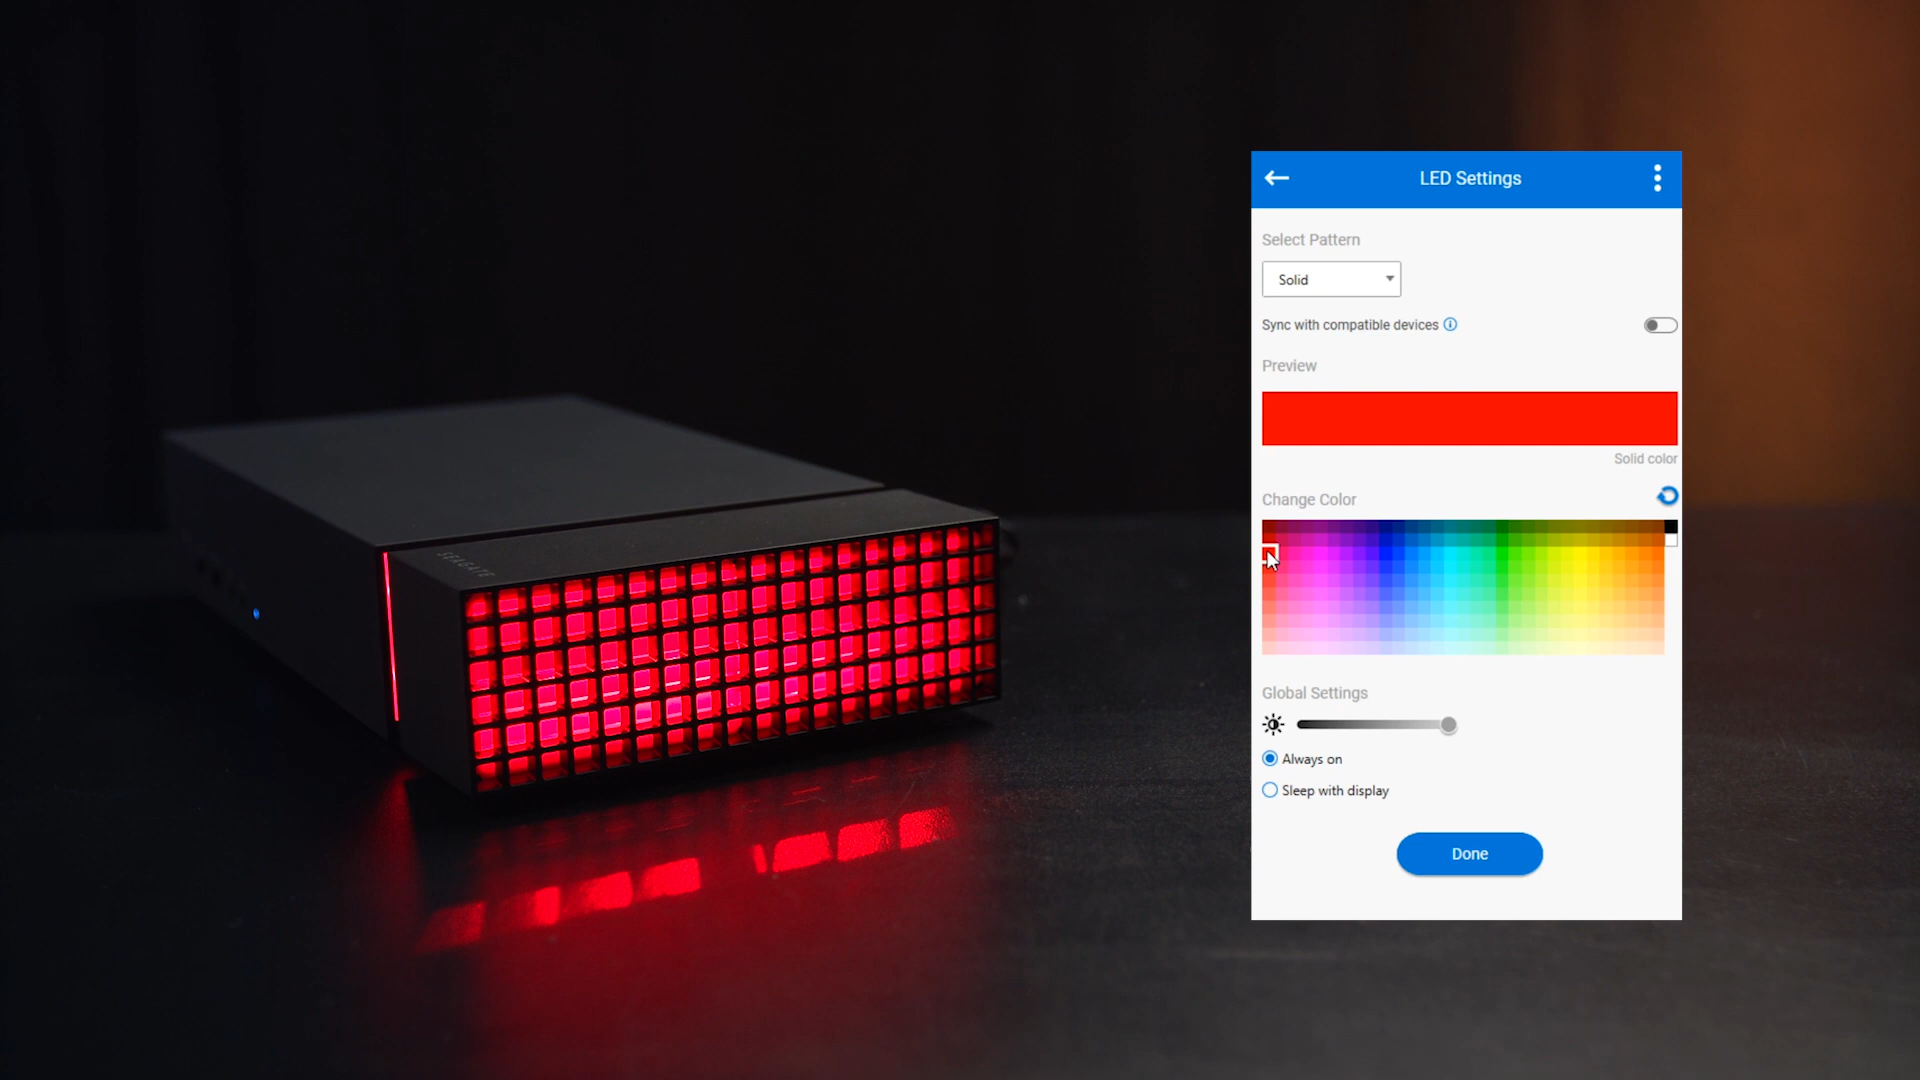 SEAGATE
LED Settings
Select Pattern
Solid
Sync with compatible devices
Preview
Solid color
Change Color
Global Settings
Always on
Sleep with display
Done